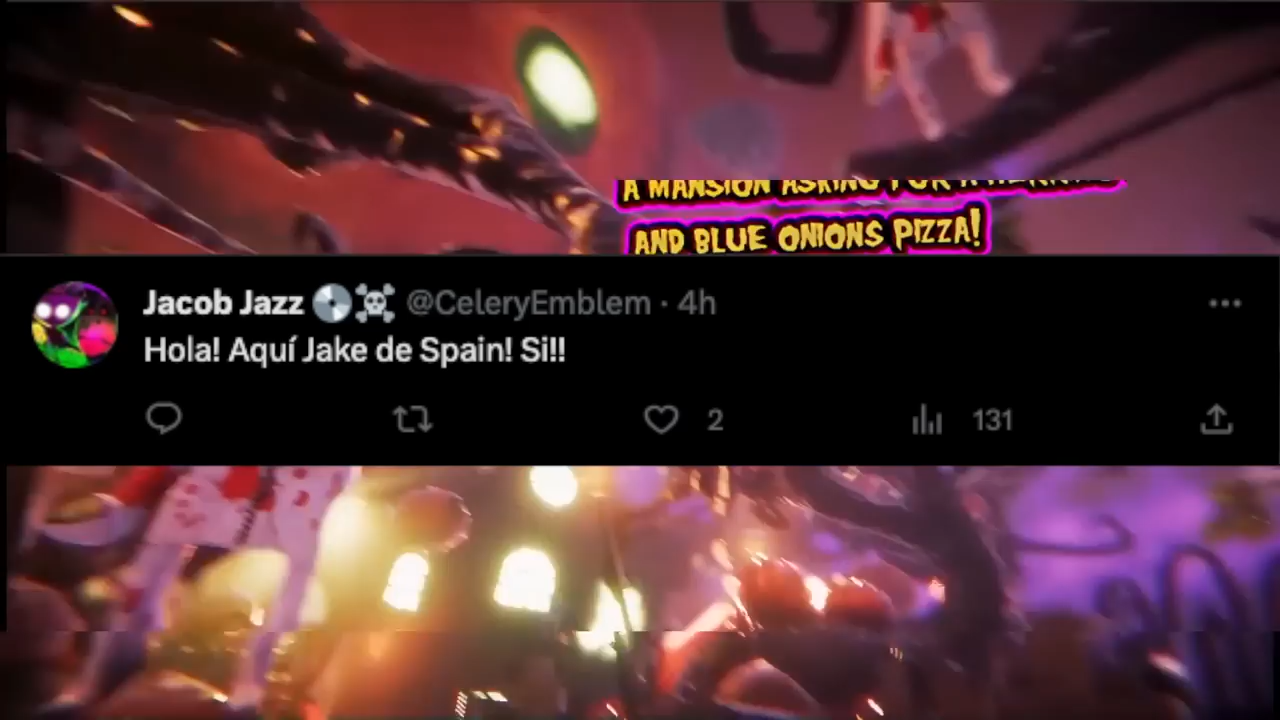 A MANSION ASKING FOR A
AND BLUE ONIONS PIZZA!
Jacob Jazz 💿☠️ @CeleryEmblem · 4h
Hola! Aquí Jake de Spain! Si!!
2 131